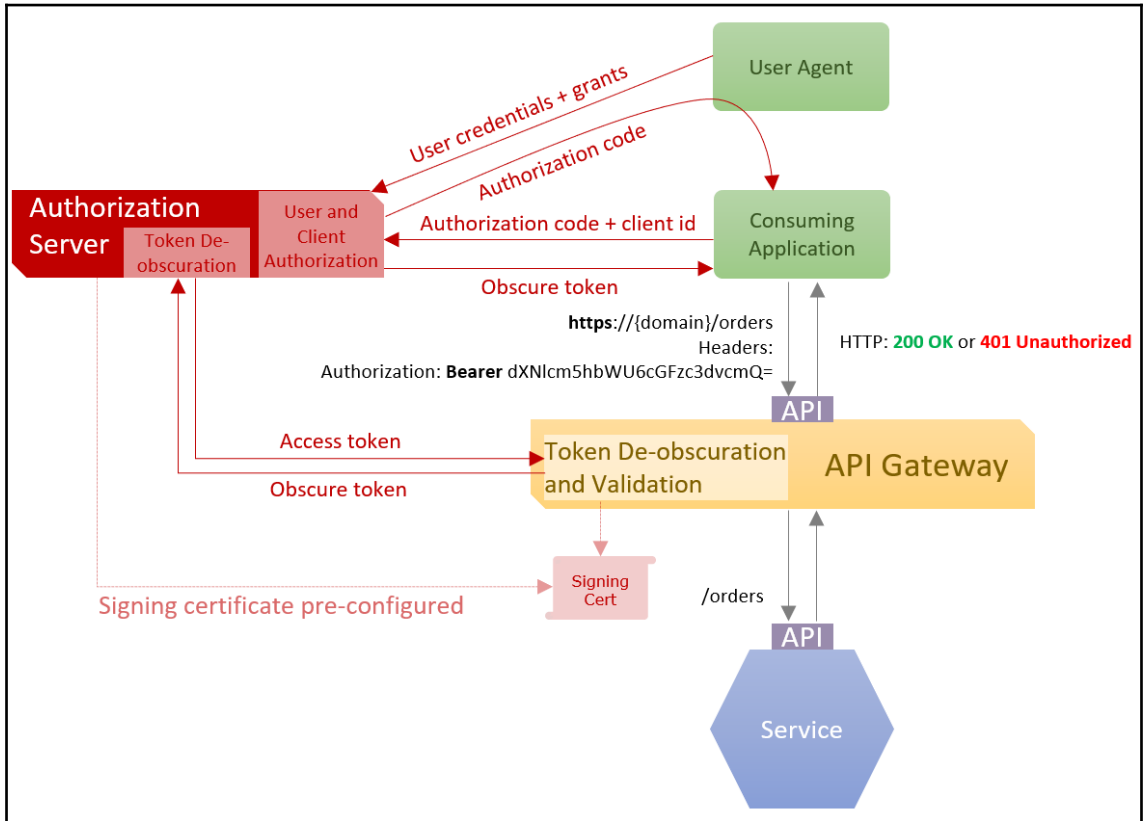 User Agent
User credentials + grants
Authorization code
Authorization
Server
Token De-
obscuration
User and
Client
Authorization
Authorization code + client id
Consuming
Application
Obscure token
https://{domain}/orders
Headers:
Authorization: Bearer dXNlcm5hbWU6cGFzc3dvcmQ=
HTTP: 200 OK or 401 Unauthorized
API
Access token
Obscure token
Token De-obscuration
and Validation
API Gateway
Signing
Cert
Signing certificate pre-configured
/orders
API
Service